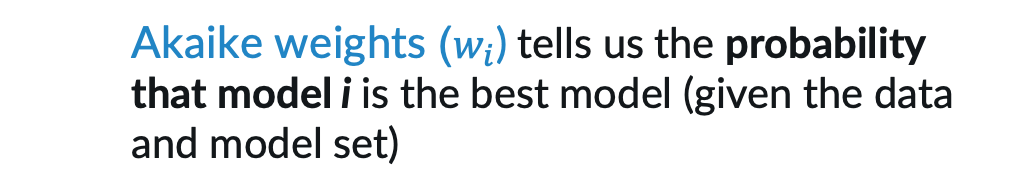 Akaike weights (wᵢ) tells us the probability
that model i is the best model (given the data
and model set)